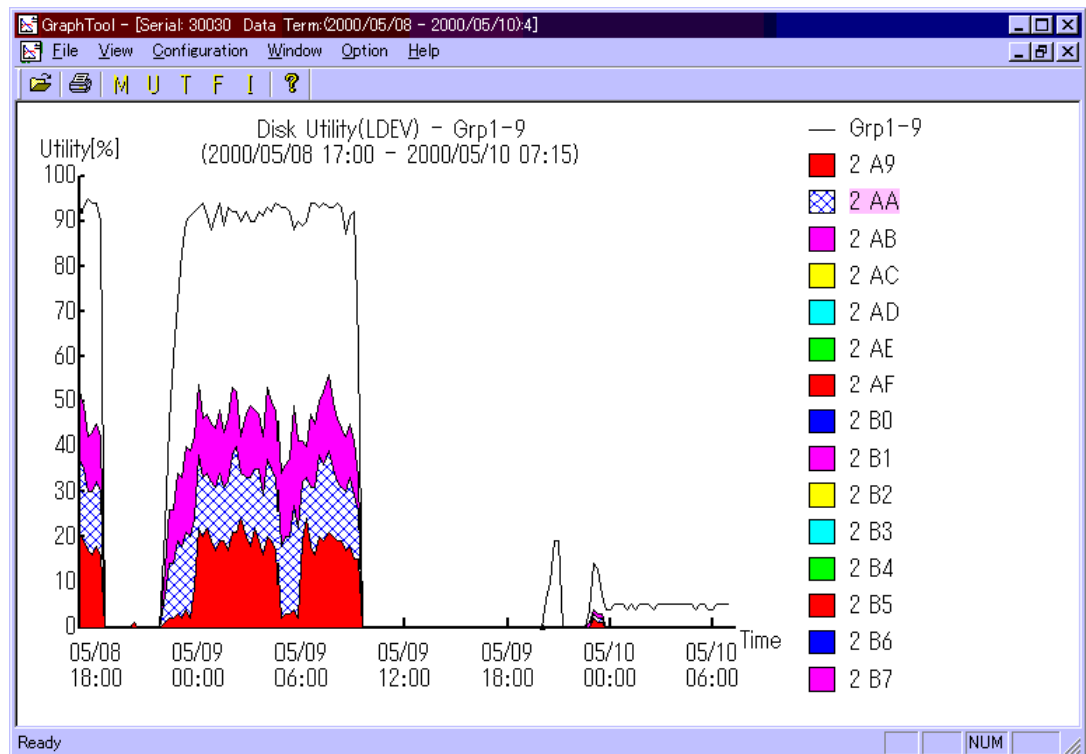 GraphTool - [Serial: 30030 Data Term:(2000/05/08 - 2000/05/10):4]
File View Configuration Window Option Help
M U T F I ?
Disk Utility(LDEV) - Grp1-9
(2000/05/08 17:00 - 2000/05/10 07:15)
Utility[%]
100
90
80
70
60
50
40
30
20
10
0
05/08 05/09 05/09 05/09 05/09 05/10 05/10 Time
18:00 00:00 06:00 12:00 18:00 00:00 06:00
Grp1-9
2 A9
2 AA
2 AB
2 AC
2 AD
2 AE
2 AF
2 B0
2 B1
2 B2
2 B3
2 B4
2 B5
2 B6
2 B7
Ready NUM